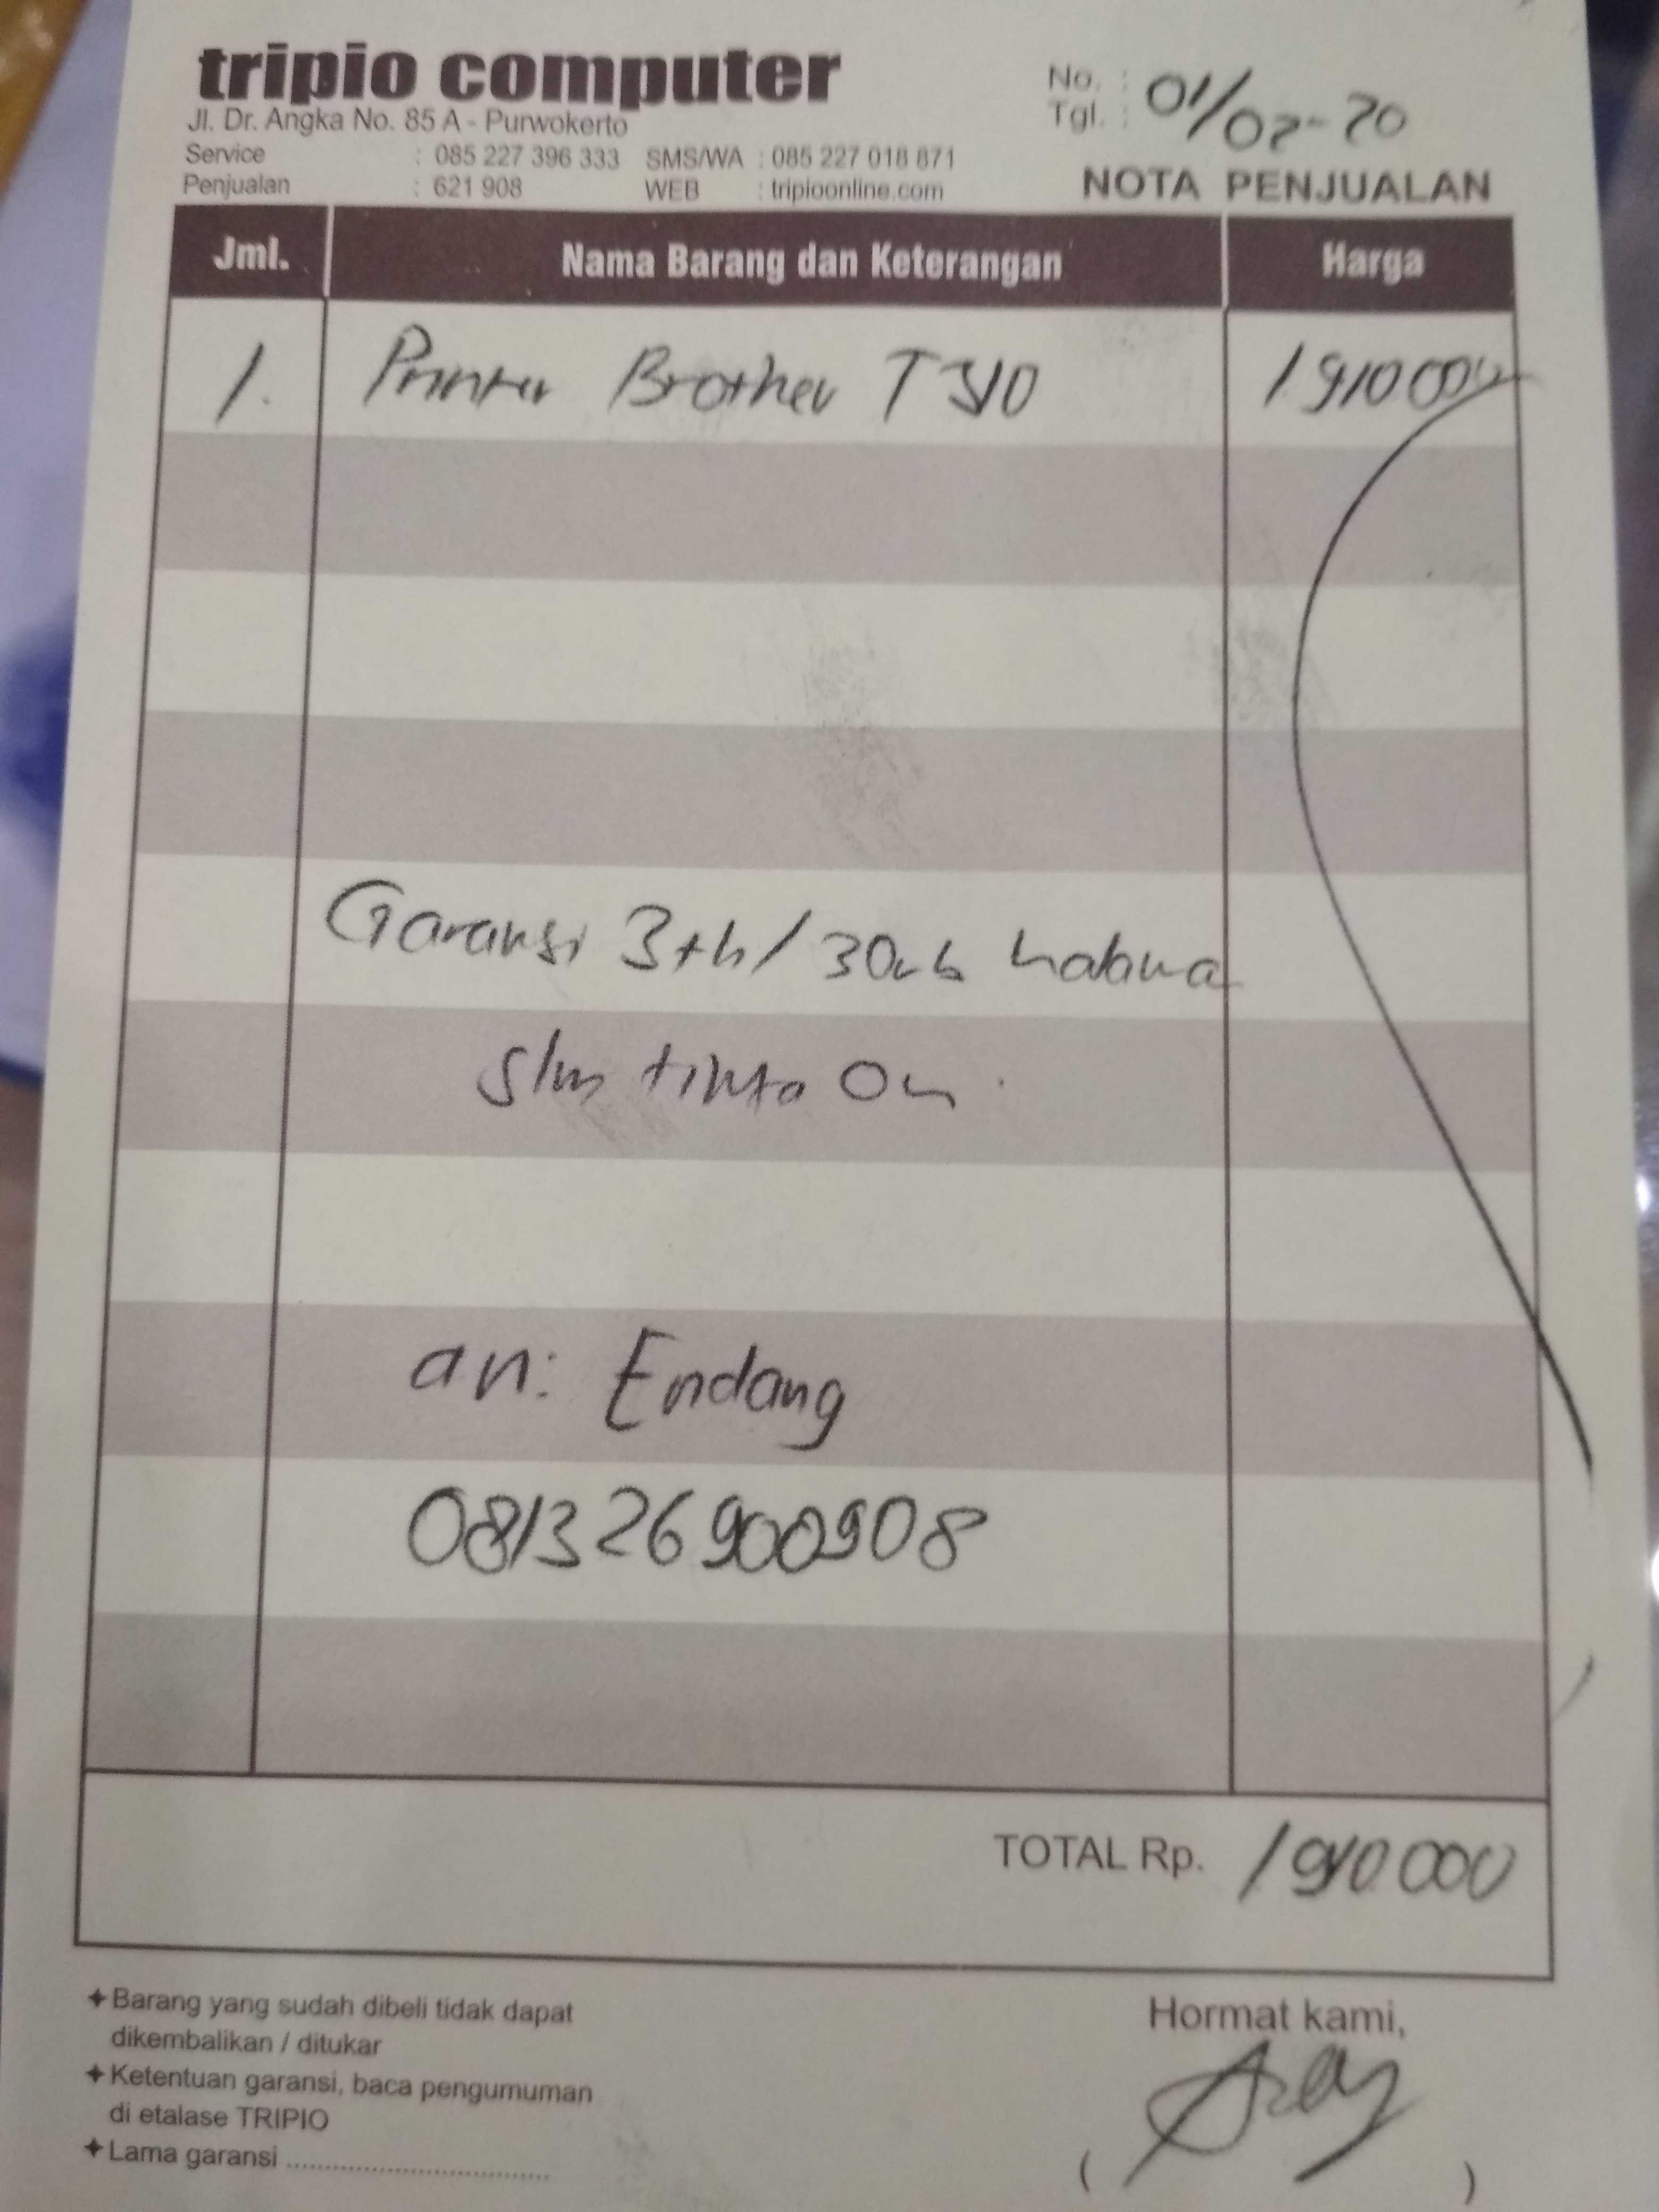 tripio computer
Jl. Dr. Angka No. 85 A - Purwokerto
Service : 085 227 396 333 SMS/WA : 085 227 018 871
Penjualan : 621 908 WEB : tripioonline.com
No. :
Tgl. : 01/02-20
NOTA PENJUALAN
Jml. Nama Barang dan Keterangan Harga
1. Printer Brother T310 1910000
Garansi 3th/30rb
tinta
an: Endang
081326900908
TOTAL Rp. 1910000
✦ Barang yang sudah dibeli tidak dapat
dikembalikan / ditukar
✦ Ketentuan garansi, baca pengumuman
di etalase TRIPIO
✦ Lama garansi ................................
Hormat kami,
( )